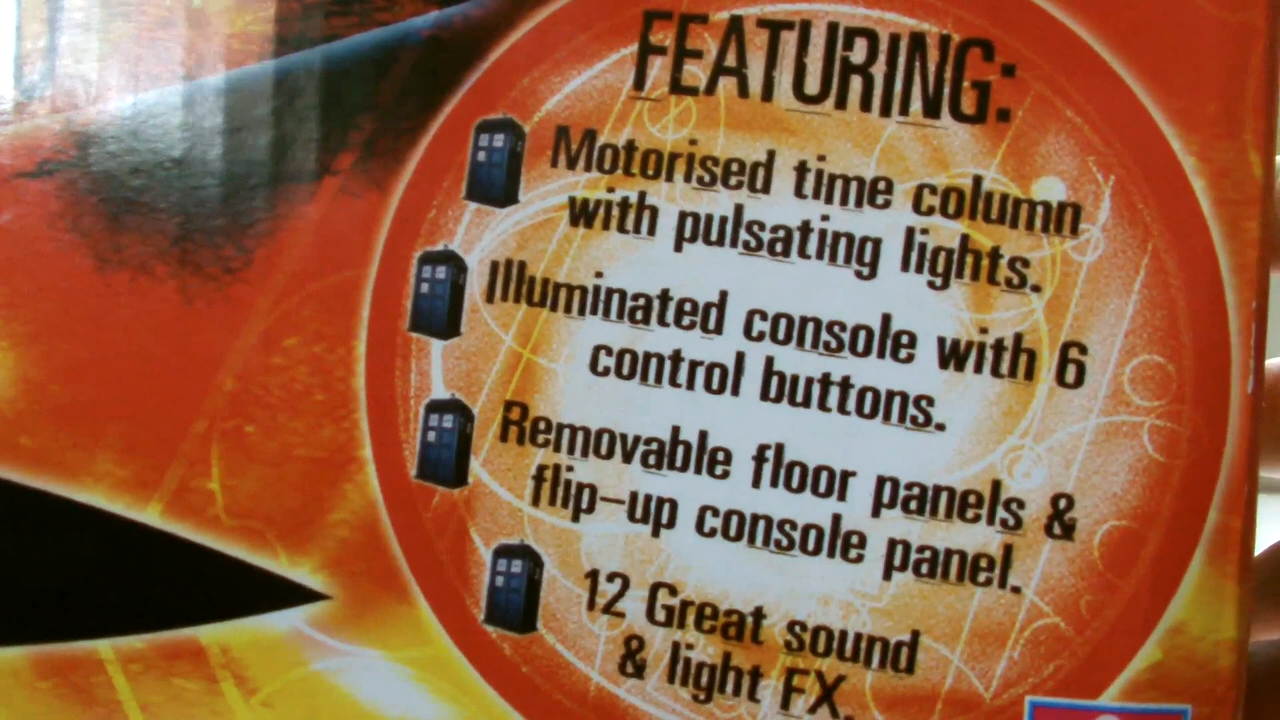 FEATURING:
Motorised time column
with pulsating lights.
Illuminated console with 6
control buttons.
Removable floor panels &
flip-up console panel.
12 Great sound
& light FX.